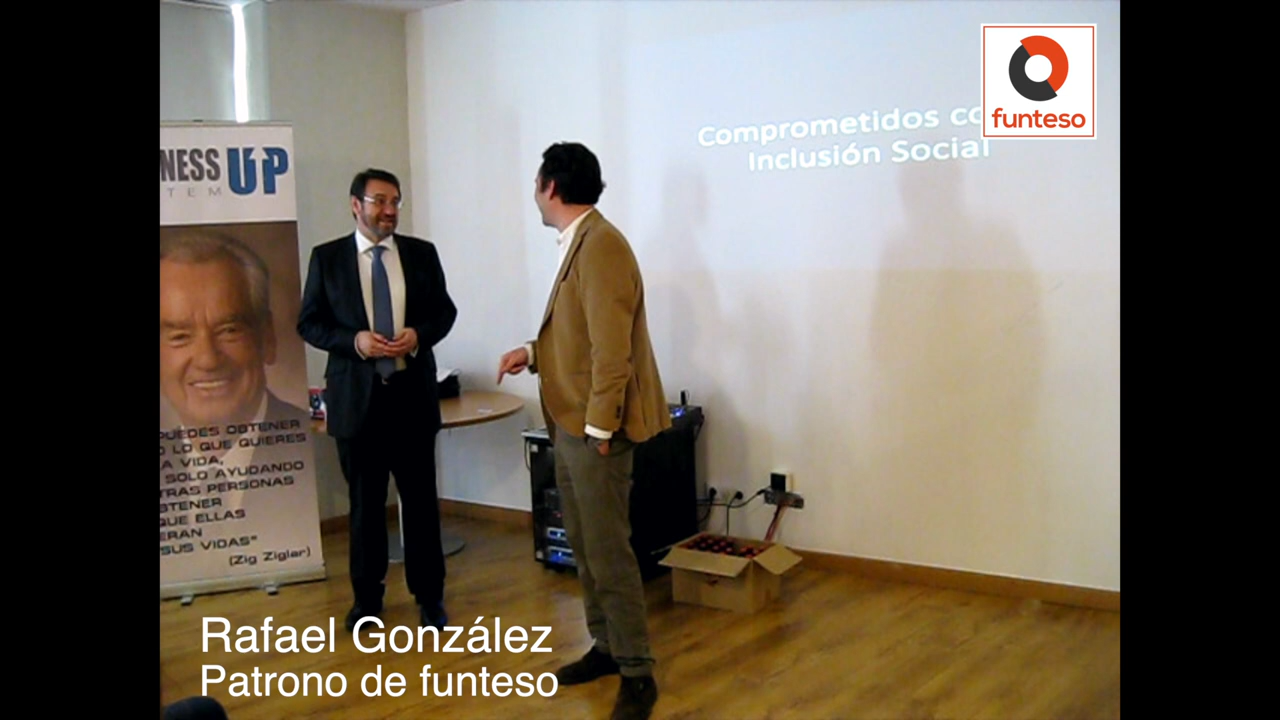 NESS UP
TEM
PUEDES OBTENER
LO QUE QUIERES
A VIDA,
SOLO AYUDANDO
TRAS PERSONAS
BTENER
QUE ELLAS
ERAN
SUS VIDAS"
(Zig Ziglar)
Comprometidos co
Inclusión Social
funteso
Rafael González
Patrono de funteso